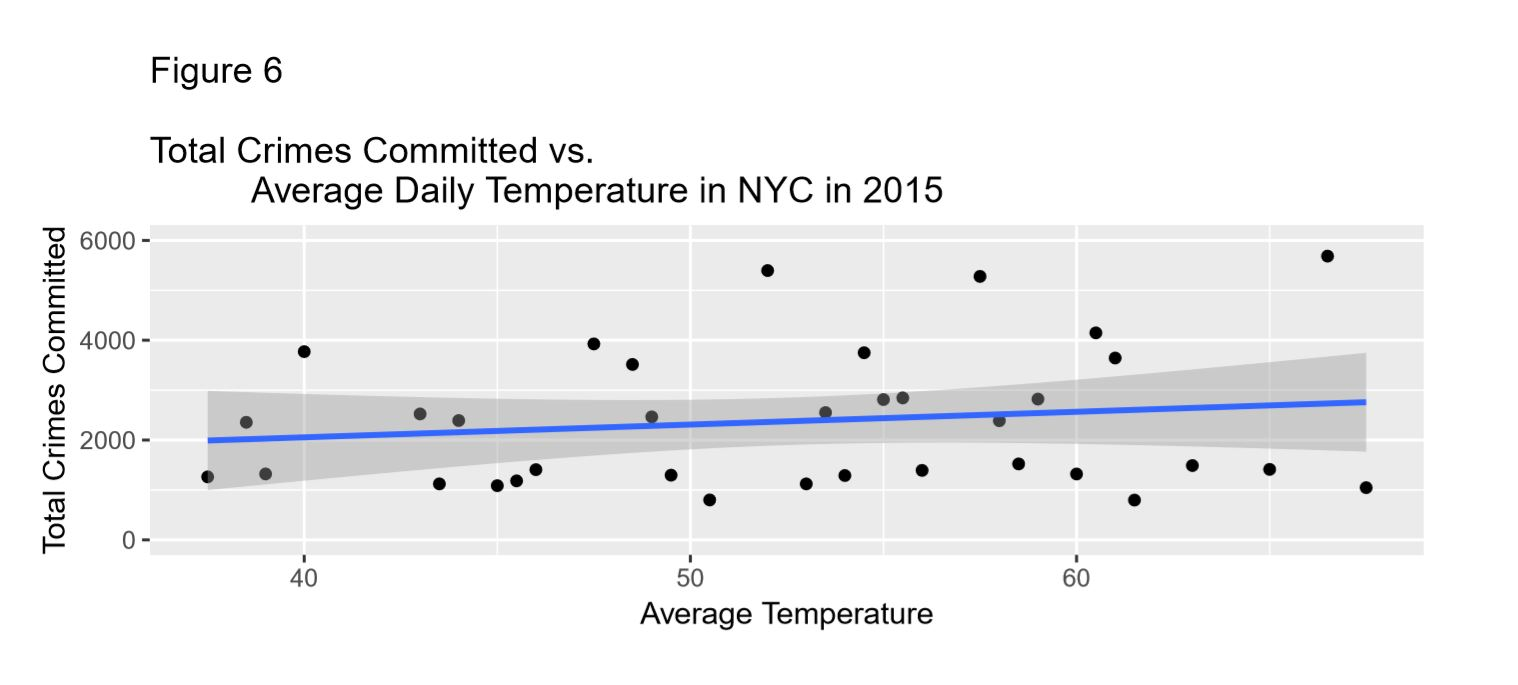 Figure 6
Total Crimes Committed vs.
Average Daily Temperature in NYC in 2015
Total Crimes Committed
6000
4000
2000
0
40
50
60
Average Temperature